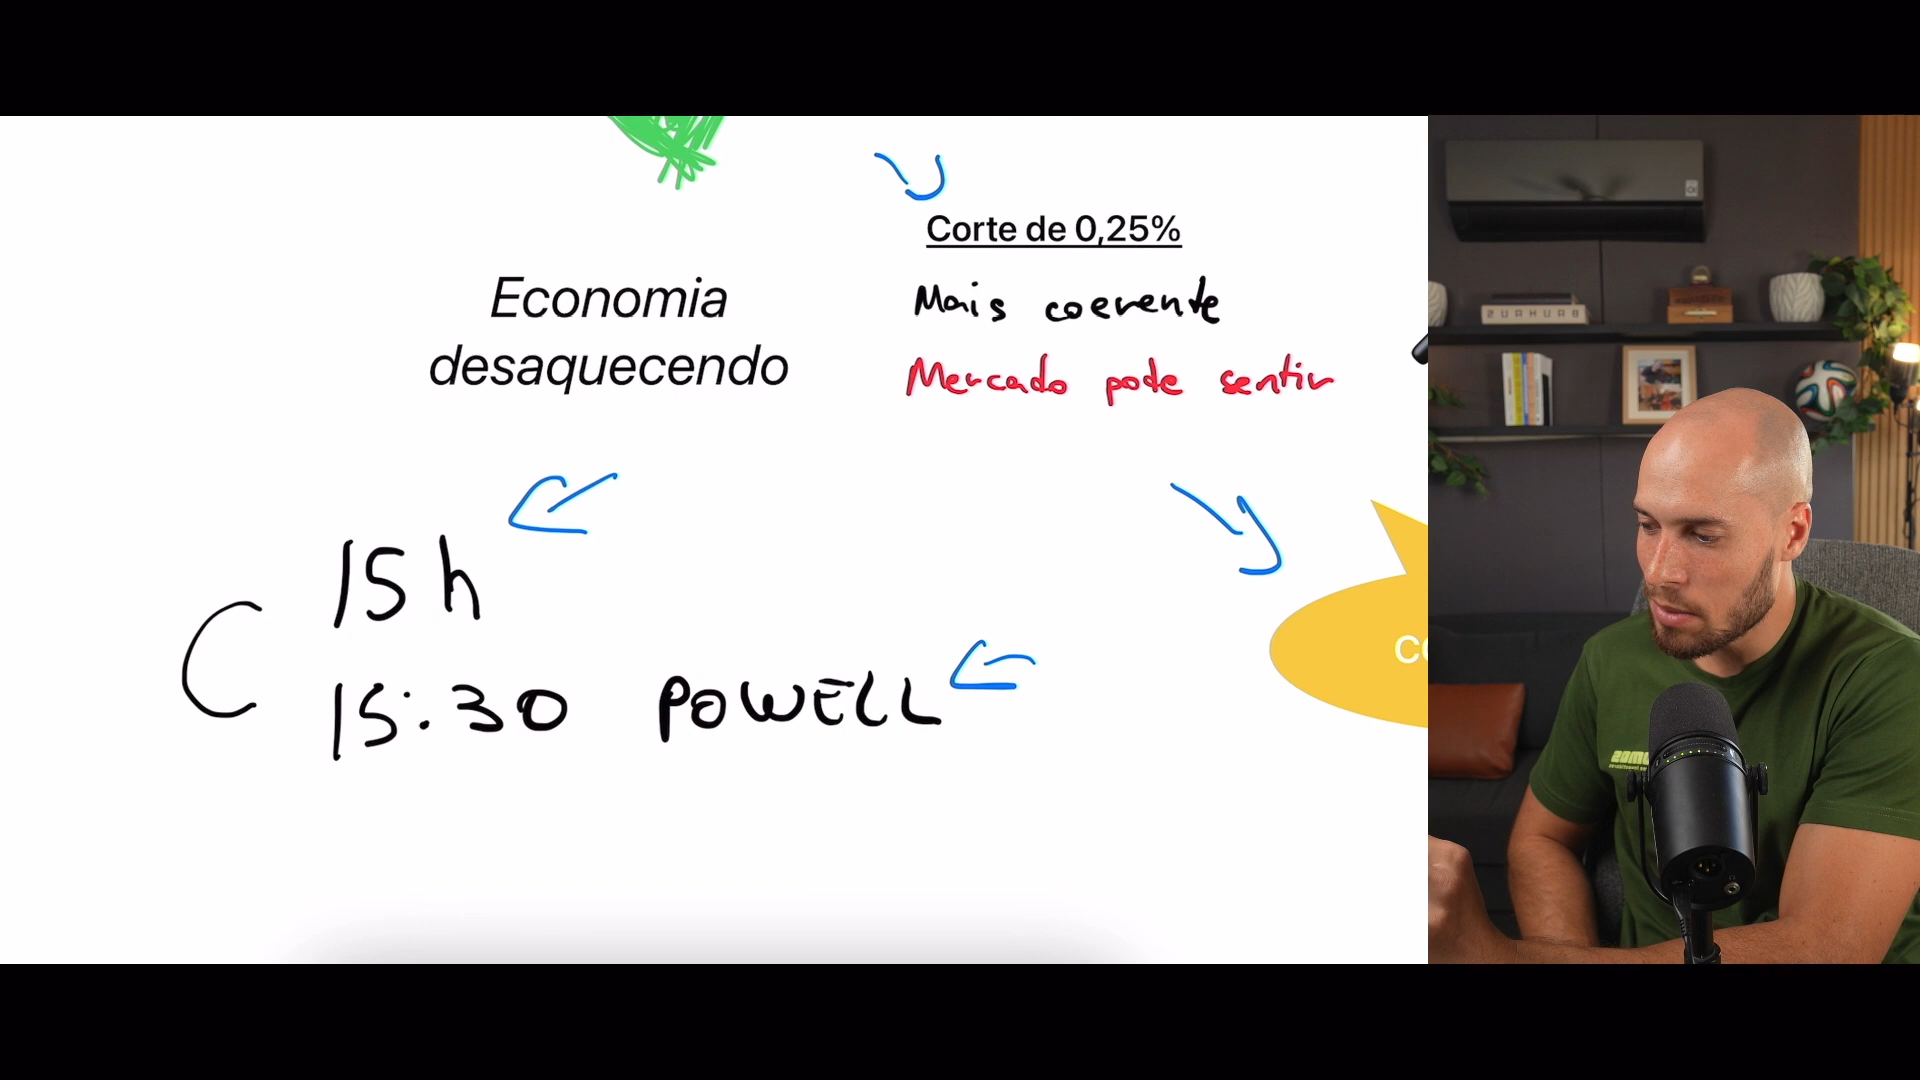 Corte de 0,25%
Economia
desaquecendo
Mais coerente
Mercado pode sentir
15h
15:30 POWELL